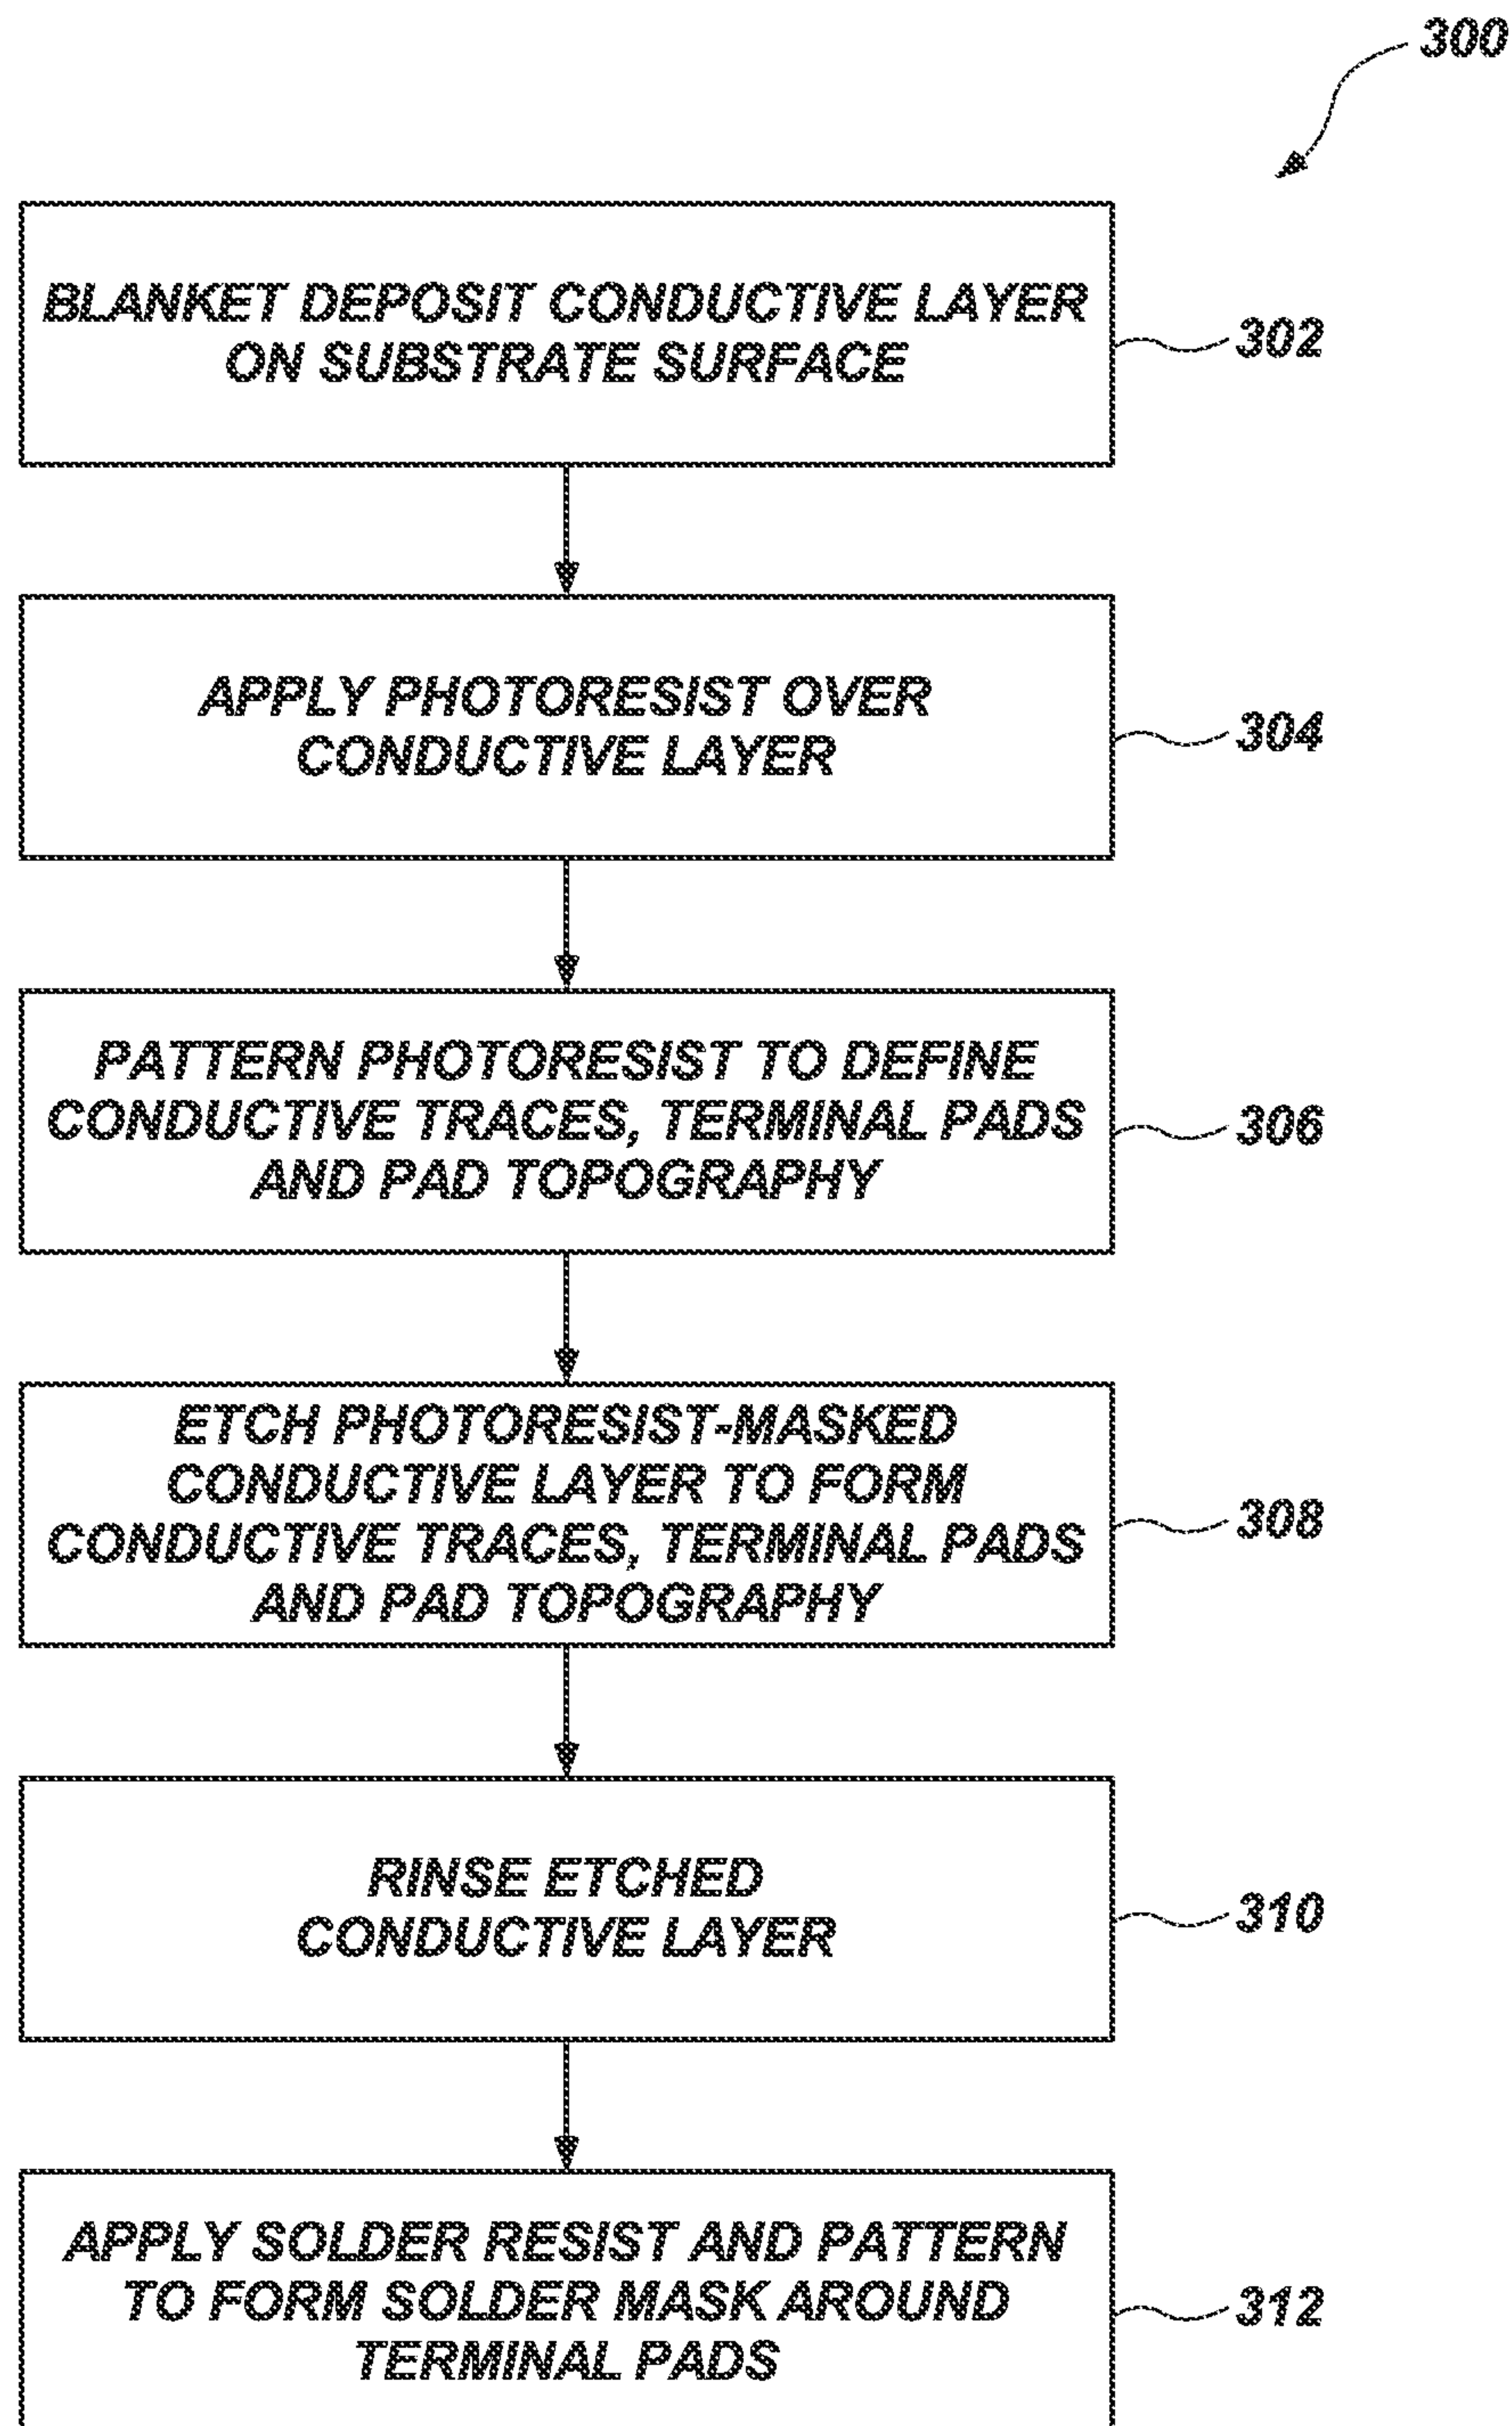 300
BLANKET DEPOSIT CONDUCTIVE LAYER
ON SUBSTRATE SURFACE
302
APPLY PHOTORESIST OVER
CONDUCTIVE LAYER
304
PATTERN PHOTORESIST TO DEFINE
CONDUCTIVE TRACES, TERMINAL PADS
AND PAD TOPOGRAPHY
306
ETCH PHOTORESIST-MASKED
CONDUCTIVE LAYER TO FORM
CONDUCTIVE TRACES, TERMINAL PADS
AND PAD TOPOGRAPHY
308
RINSE ETCHED
CONDUCTIVE LAYER
310
APPLY SOLDER RESIST AND PATTERN
TO FORM SOLDER MASK AROUND
TERMINAL PADS
312